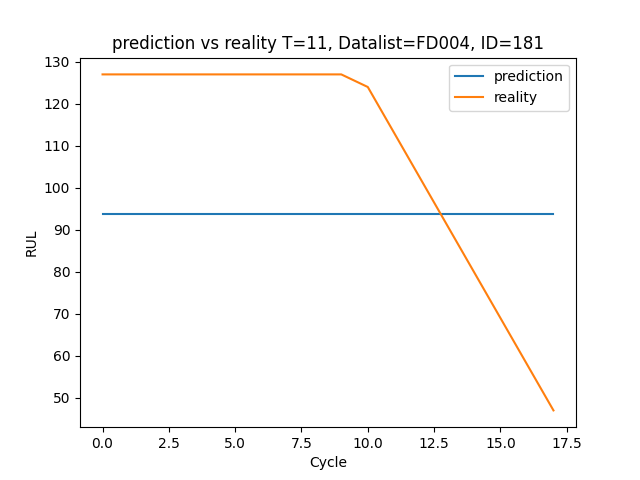 prediction vs reality T=11, Datalist=FD004, ID=181
130
120
110
100
90
80
70
60
50
RUL
prediction
reality
0.0 2.5 5.0 7.5 10.0 12.5 15.0 17.5
Cycle